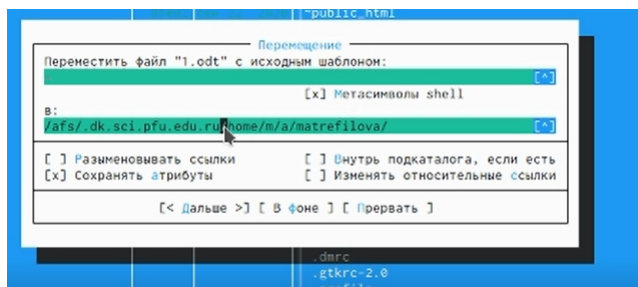 ~public_html
Перемещение
Переместить файл "1.odt" с исходным шаблоном:
[^]
[x] Метасимволы shell
в:
/afs/.dk.sci.pfu.edu.ru/home/m/a/matrefilova/ [^]
[ ] Разыменовывать ссылки [ ] Внутрь подкаталога, если есть
[x] Сохранять атрибуты [ ] Изменять относительные ссылки
[< Дальше >] [ В фоне ] [ Прервать ]
.dmrc
.gtkrc-2.0